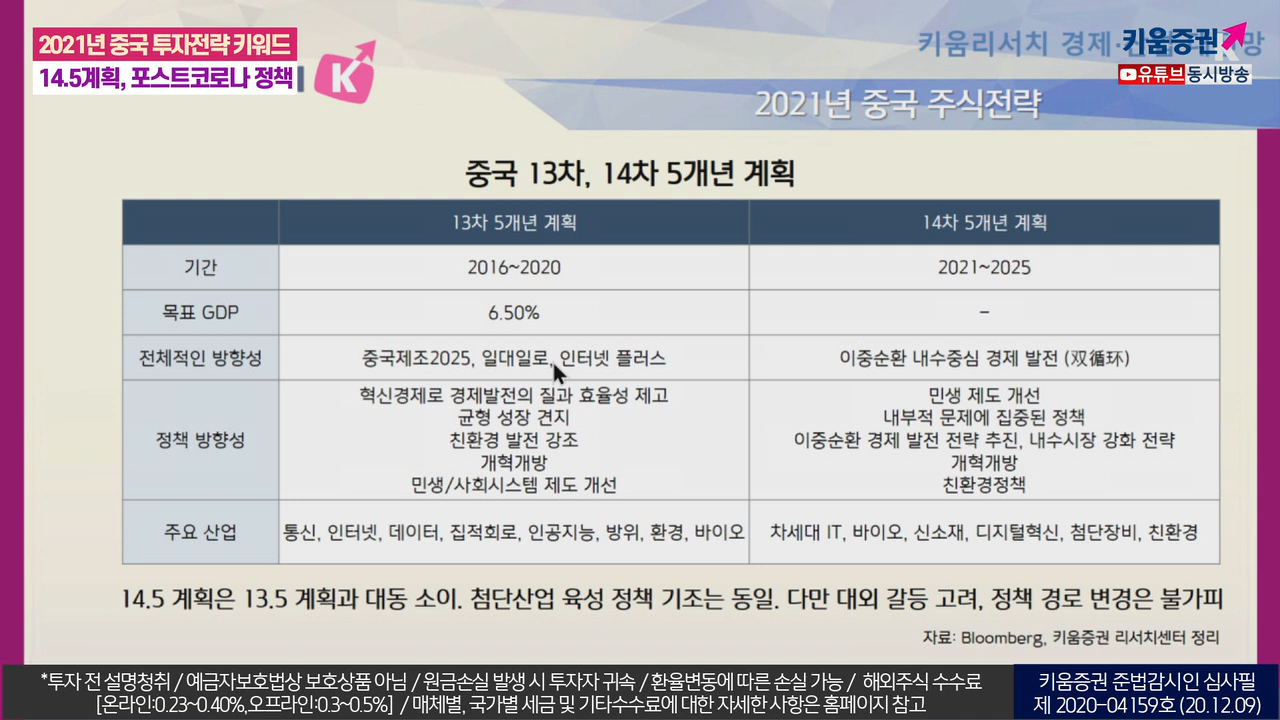 2021년 중국 투자전략 키워드
14.5계획, 포스트코로나 정책
K
키움리서치 경제·
망
키움증권
유튜브동시방송
2021년 중국 주식전략
중국 13차, 14차 5개년 계획
13차 5개년 계획
14차 5개년 계획
기간
2016~2020
2021~2025
목표 GDP
6.50%
-
전체적인 방향성
중국제조2025, 일대일로, 인터넷 플러스
이중순환 내수중심 경제 발전 (双循环)
정책 방향성
혁신경제로 경제발전의 질과 효율성 제고
균형 성장 견지
친환경 발전 강조
개혁개방
민생/사회시스템 제도 개선
민생 제도 개선
내부적 문제에 집중된 정책
이중순환 경제 발전 전략 추진, 내수시장 강화 전략
개혁개방
친환경정책
주요 산업
통신, 인터넷, 데이터, 집적회로, 인공지능, 방위, 환경, 바이오
차세대 IT, 바이오, 신소재, 디지털혁신, 첨단장비, 친환경
14.5 계획은 13.5 계획과 대동 소이. 첨단산업 육성 정책 기조는 동일. 다만 대외 갈등 고려, 정책 경로 변경은 불가피
자료: Bloomberg, 키움증권 리서치센터 정리
*투자 전 설명청취 / 예금자보호법상 보호상품 아님 / 원금손실 발생 시 투자자 귀속 / 환율변동에 따른 손실 가능 / 해외주식 수수료
[온라인:0.23~0.40%,오프라인:0.3~0.5%] / 매체별, 국가별 세금 및 기타수수료에 대한 자세한 사항은 홈페이지 참고
키움증권 준법감시인 심사필
제 2020-04159호 (20.12.09)